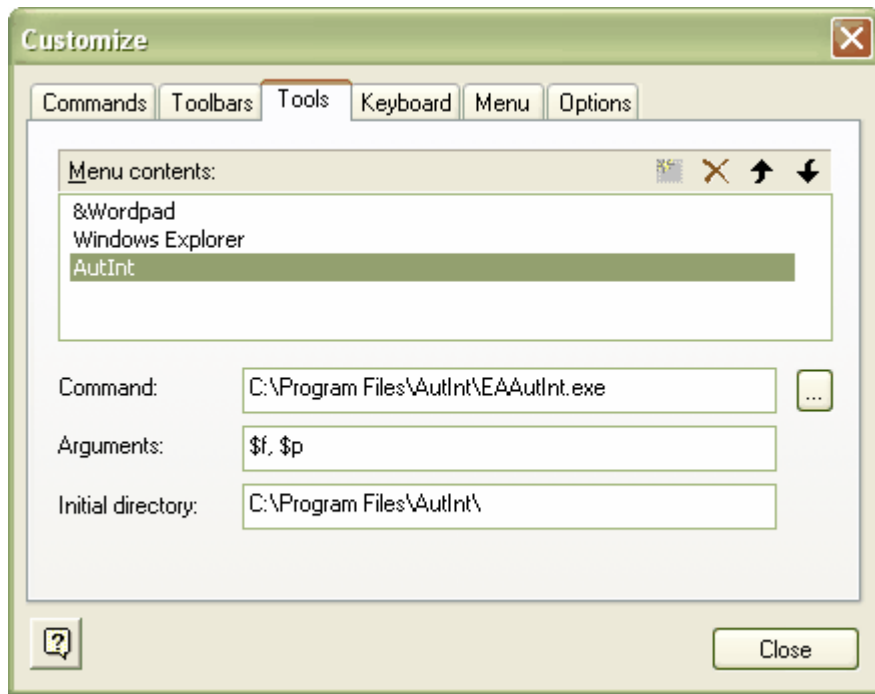 Customize
Commands Toolbars Tools Keyboard Menu Options
Menu contents:
&Wordpad
Windows Explorer
AutInt
Command: C:\Program Files\AutInt\EAAutInt.exe ...
Arguments: $f, $p
Initial directory: C:\Program Files\AutInt\
? Close